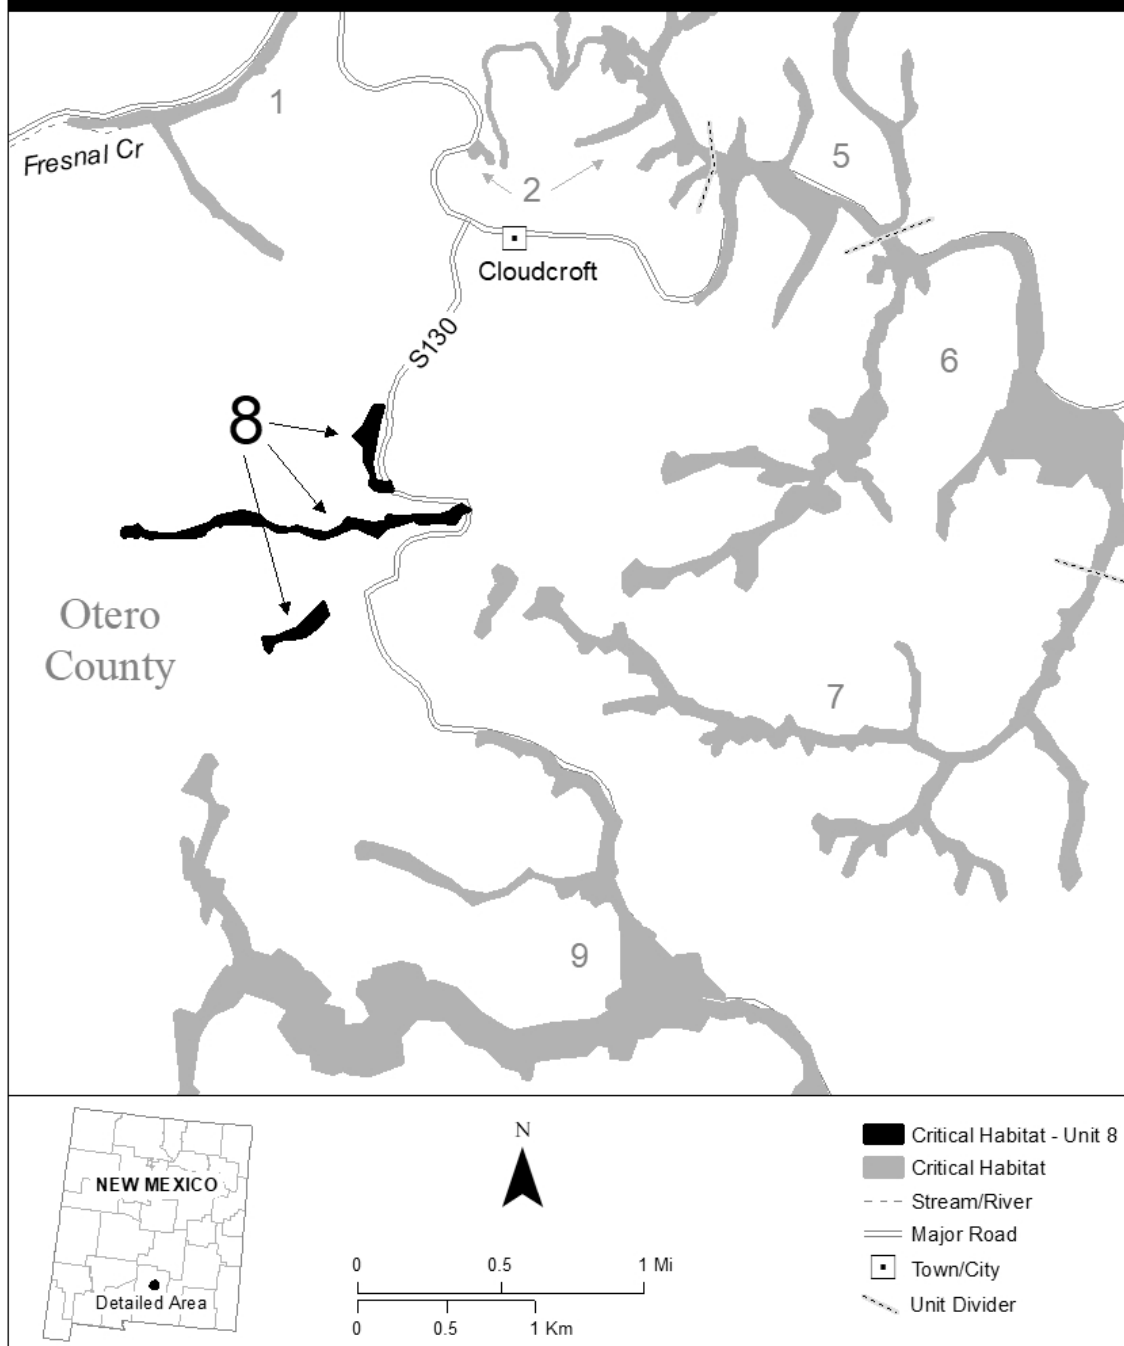 1
Fresnal Cr
2
5
Cloudcroft
S130
6
8
Otero
County
7
9
NEW MEXICO
Detailed Area
N
0 0.5 1 Mi
0 0.5 1 Km
Critical Habitat - Unit 8
Critical Habitat
Stream/River
Major Road
Town/City
Unit Divider